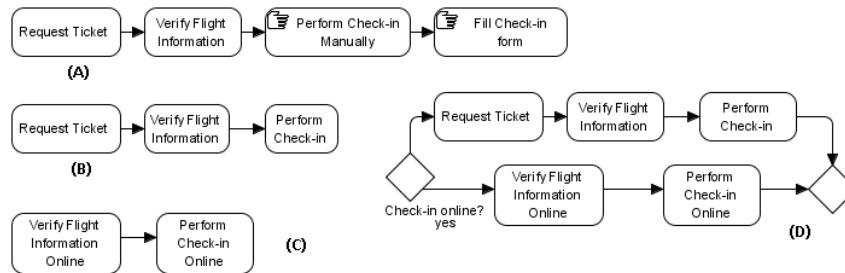 Request Ticket
Verify Flight
Information
Perform Check-in
Manually
Fill Check-in
form
(A)
Request Ticket
Verify Flight
Information
Perform
Check-in
(B)
Verify Flight
Information
Online
Perform
Check-in
Online
(C)
Request Ticket
Verify Flight
Information
Perform
Check-in
Check-in online?
yes
Verify Flight
Information
Online
Perform
Check-in
Online
(D)